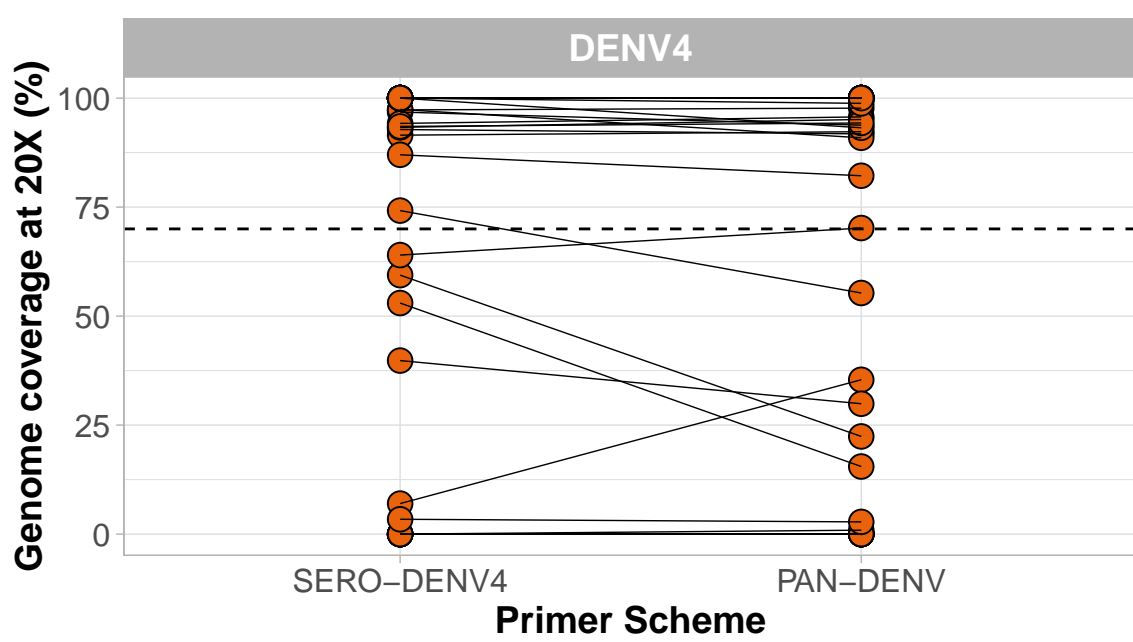 DENV4
Genome coverage at 20X (%)
100
75
50
25
0
SERO−DENV4
PAN−DENV
Primer Scheme